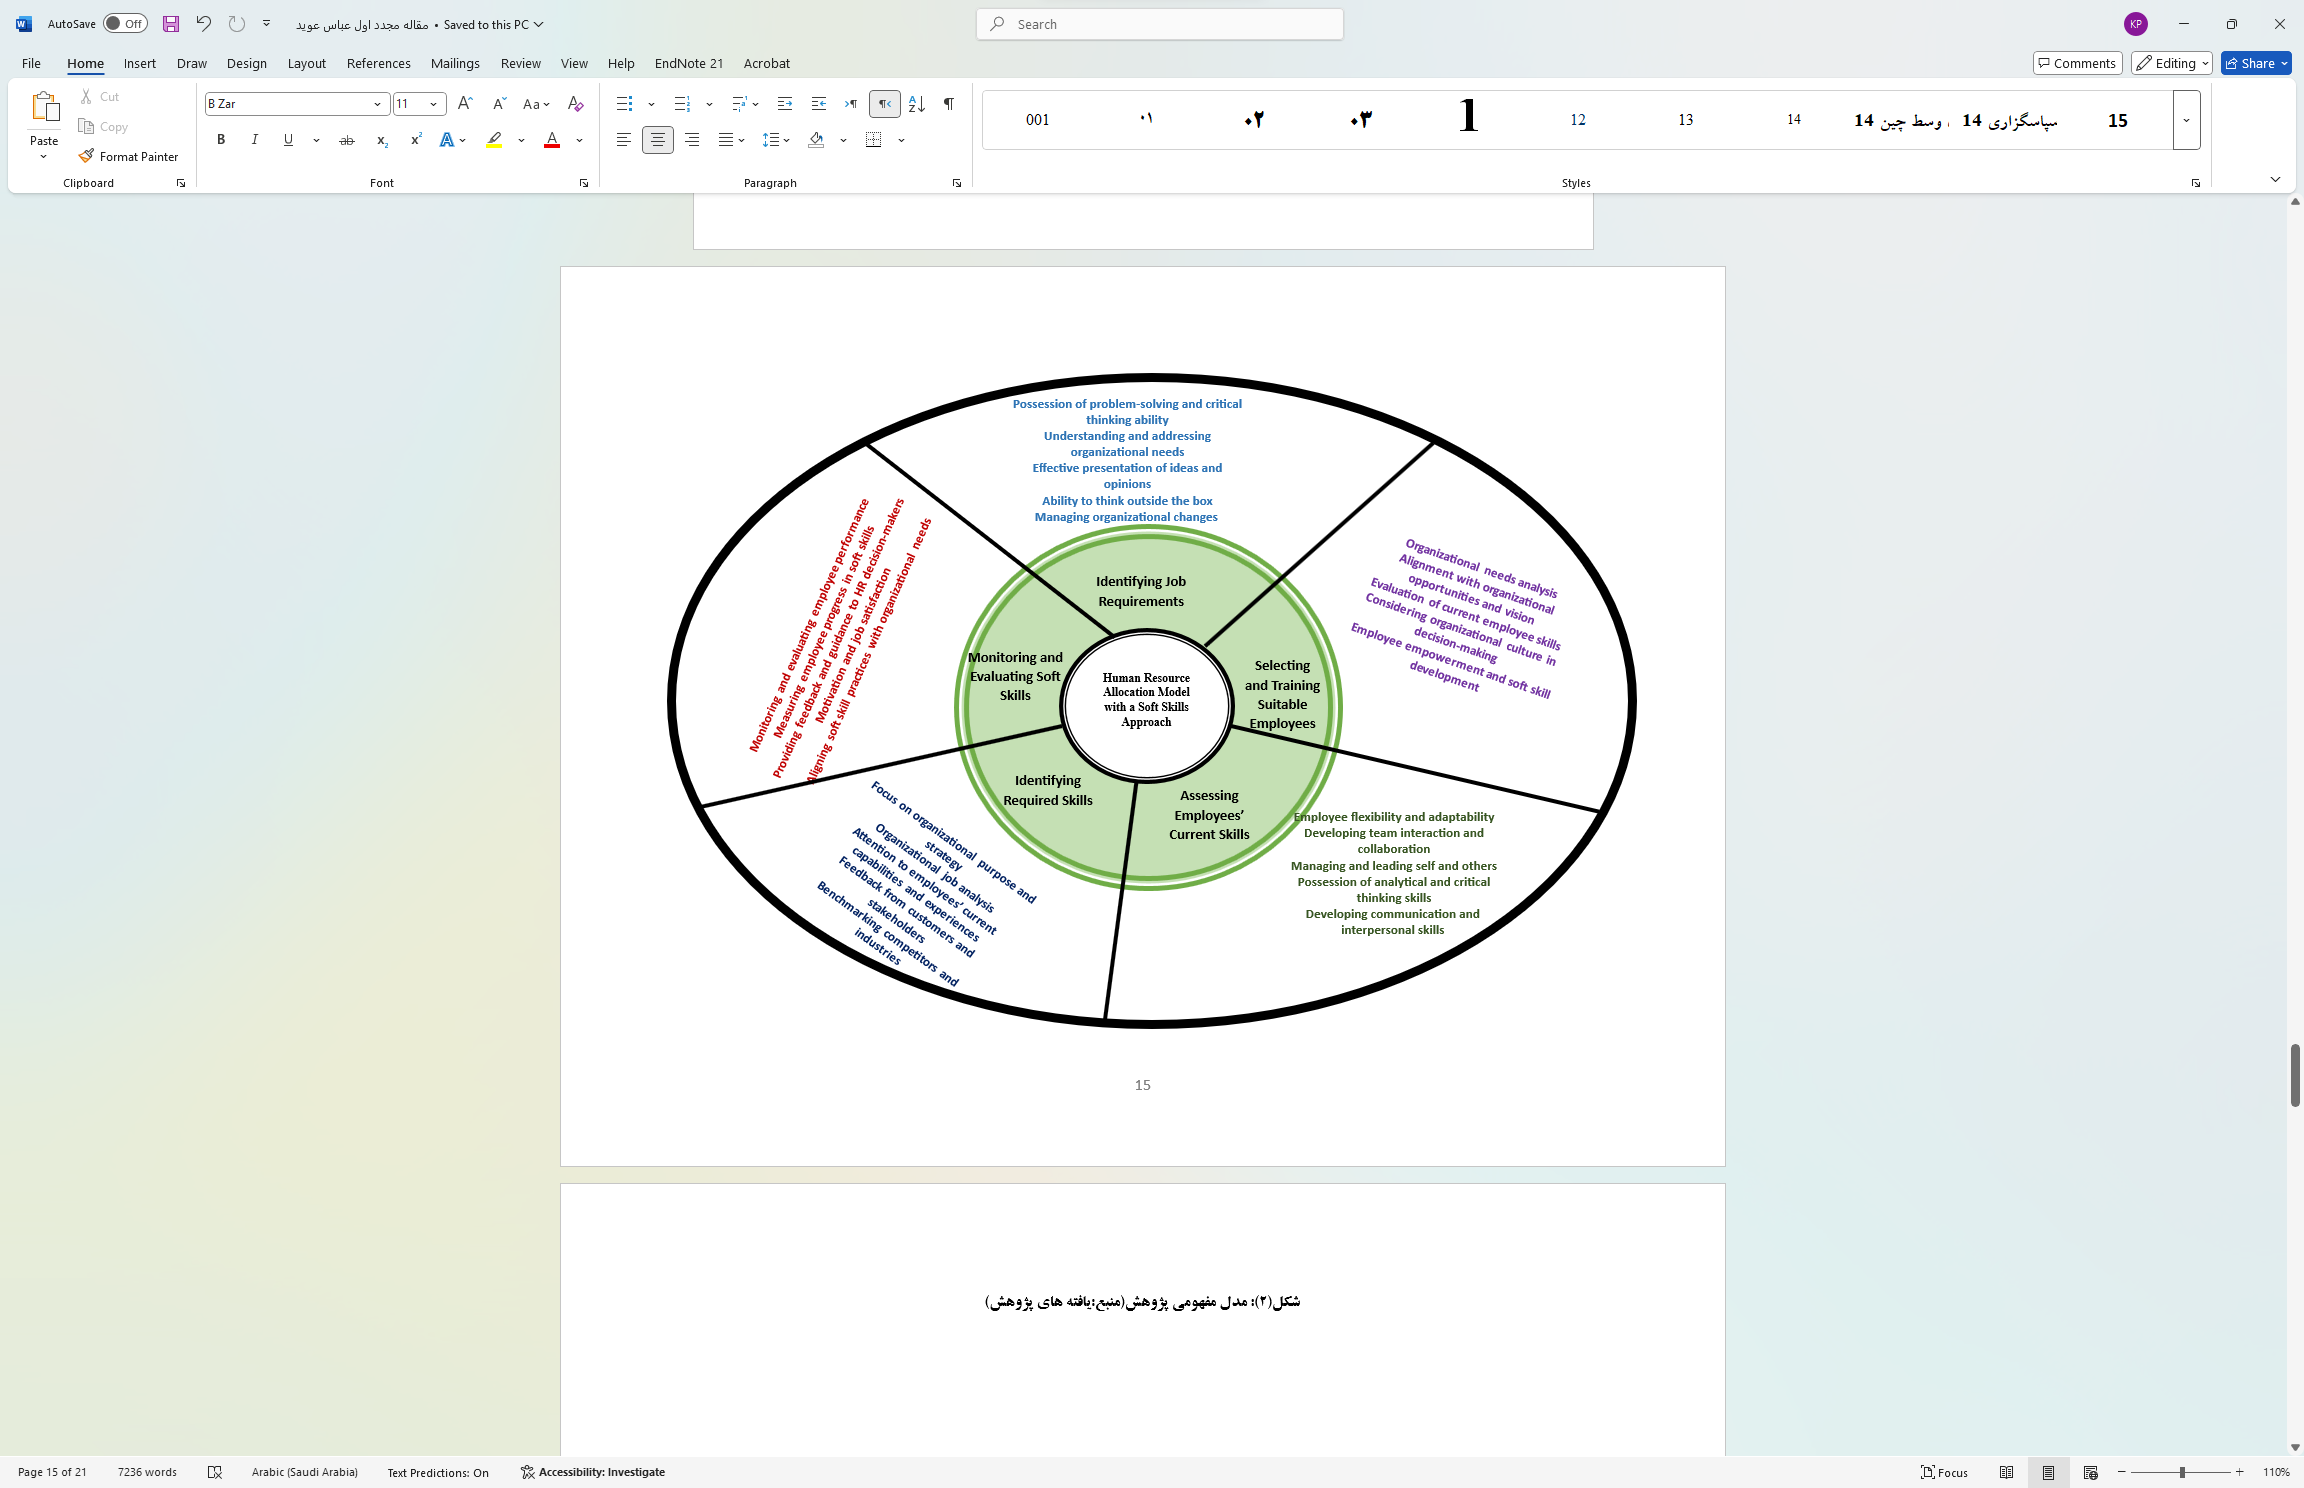 AutoSave Off مقاله مجدد اول عباس عوید • Saved to this PC
Search
KP
File Home Insert Draw Design Layout References Mailings Review View Help EndNote 21 Acrobat
Comments Editing Share
Paste
Cut
Copy
Format Painter
Clipboard
B Zar 11
Font
Paragraph
001 ۰۱ ۰۲ ۰۳ 1 12 13 14 وسط چین 14 سپاسگزاری 14 15
Styles
Possession of problem-solving and critical
thinking ability
Understanding and addressing
organizational needs
Effective presentation of ideas and
opinions
Ability to think outside the box
Managing organizational changes
Organizational needs analysis
Alignment with organizational
opportunities and vision
Evaluation of current employee skills
Considering organizational culture in
decision-making
Employee empowerment and soft skill
development
Monitoring and evaluating employee performance
Measuring employee progress in soft skills
Providing feedback and guidance to HR decision-makers
Motivation and job satisfaction
Aligning soft skill practices with organizational needs
Identifying Job
Requirements
Monitoring and
Evaluating Soft
Skills
Human Resource
Allocation Model
with a Soft Skills
Approach
Selecting
and Training
Suitable
Employees
Identifying
Required Skills
Assessing
Employees’
Current Skills
Focus on organizational purpose and
strategy
Organizational job analysis
Attention to employees’ current
capabilities and experiences
Feedback from customers and
stakeholders
Benchmarking competitors and
industries
Employee flexibility and adaptability
Developing team interaction and
collaboration
Managing and leading self and others
Possession of analytical and critical
thinking skills
Developing communication and
interpersonal skills
15
شکل(۲): مدل مفهومی پژوهش(منبع:یافته های پژوهش)
Page 15 of 21 7236 words Arabic (Saudi Arabia) Text Predictions: On Accessibility: Investigate Focus 110%